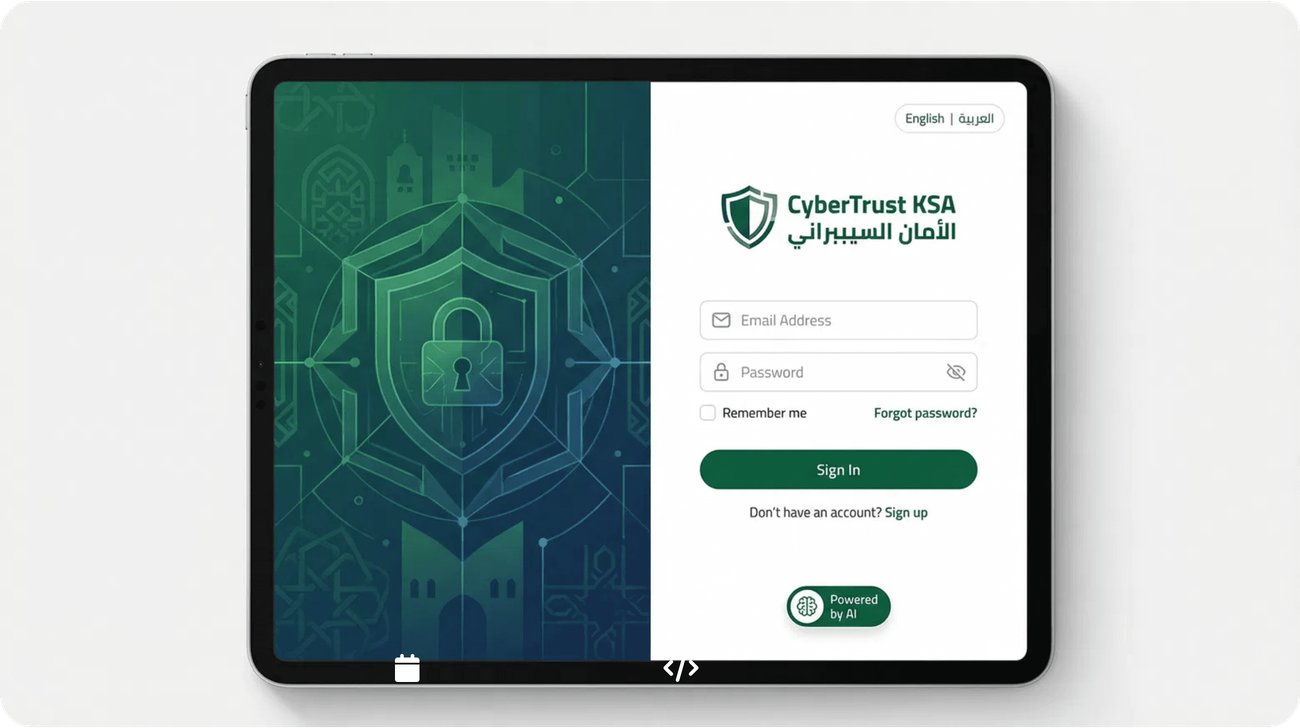 English | العربية
CyberTrust KSA
الأمان السيبراني
Email Address
Password
Remember me
Forgot password?
Sign In
Don't have an account? Sign up
Powered
by AI